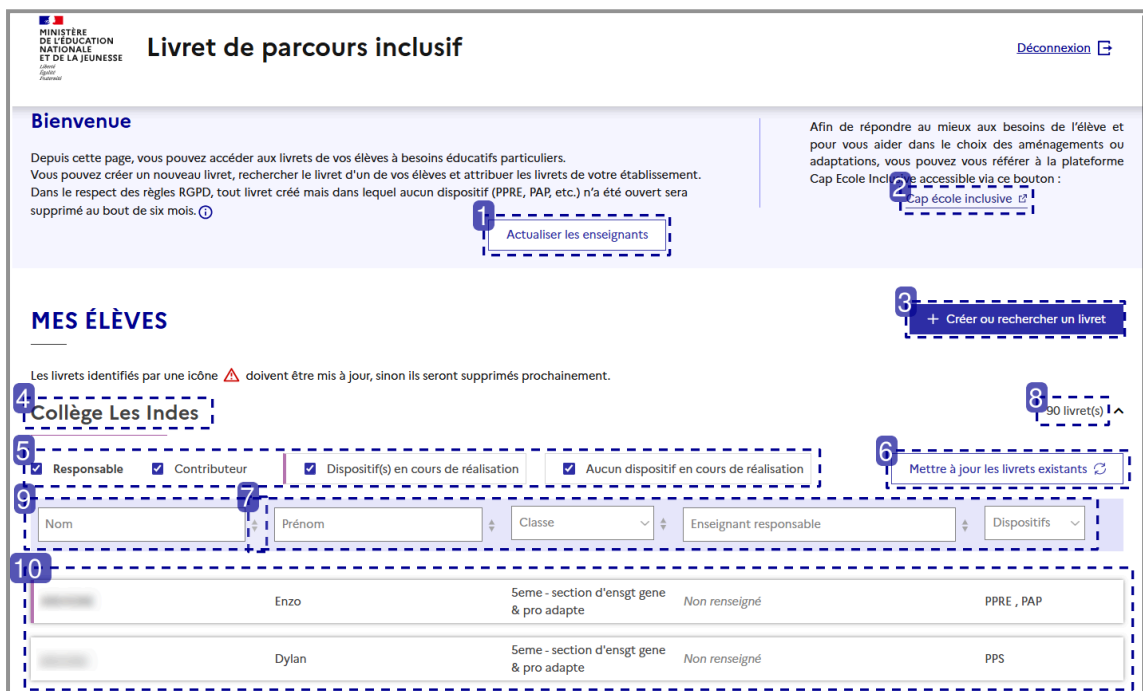 MINISTÈRE
DE L'ÉDUCATION
NATIONALE
ET DE LA JEUNESSE
Liberté
Égalité
Fraternité
Livret de parcours inclusif
Déconnexion
Bienvenue
Depuis cette page, vous pouvez accéder aux livrets de vos élèves à besoins éducatifs particuliers.
Vous pouvez créer un nouveau livret, rechercher le livret d'un de vos élèves et attribuer les livrets de votre établissement.
Dans le respect des règles RGPD, tout livret créé mais dans lequel aucun dispositif (PPRE, PAP, etc.) n'a été ouvert sera
supprimé au bout de six mois.
1
Actualiser les enseignants
Afin de répondre au mieux aux besoins de l'élève et
pour vous aider dans le choix des aménagements ou
adaptations, vous pouvez vous référer à la plateforme
Cap Ecole Inclusive accessible via ce bouton :
2
Cap école inclusive
MES ÉLÈVES
3
+ Créer ou rechercher un livret
Les livrets identifiés par une icône doivent être mis à jour, sinon ils seront supprimés prochainement.
4
Collège Les Indes
8
90 livret(s)
5
Responsable Contributeur Dispositif(s) en cours de réalisation Aucun dispositif en cours de réalisation
6
Mettre à jour les livrets existants
9
7
Nom Prénom Classe Enseignant responsable Dispositifs
10
Enzo 5eme - section d'ensgt gene Non renseigné PPRE , PAP
& pro adapte
Dylan 5eme - section d'ensgt gene Non renseigné PPS
& pro adapte